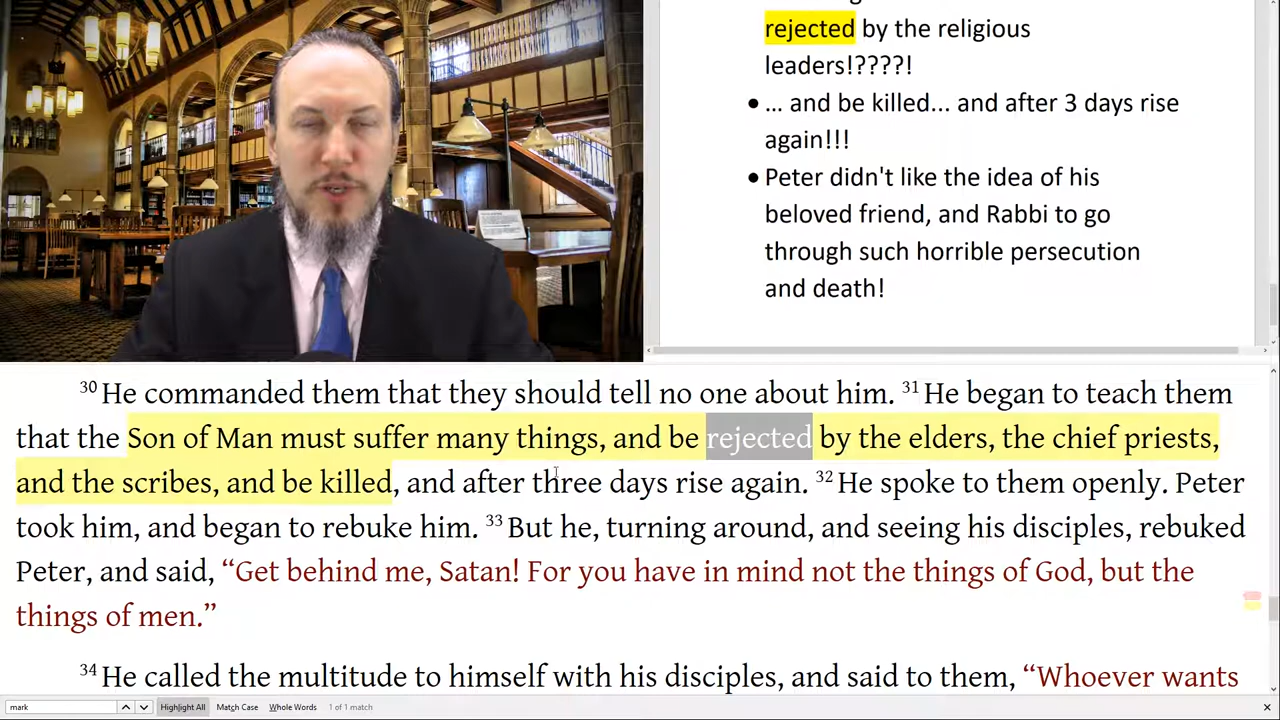 rejected by the religious
leaders!????!
• ... and be killed... and after 3 days rise
again!!!
• Peter didn't like the idea of his
beloved friend, and Rabbi to go
through such horrible persecution
and death!
30 He commanded them that they should tell no one about him. 31 He began to teach them
that the Son of Man must suffer many things, and be rejected by the elders, the chief priests,
and the scribes, and be killed, and after three days rise again. 32 He spoke to them openly. Peter
took him, and began to rebuke him. 33 But he, turning around, and seeing his disciples, rebuked
Peter, and said, “Get behind me, Satan! For you have in mind not the things of God, but the
things of men.”
34 He called the multitude to himself with his disciples, and said to them, “Whoever wants
mark Highlight All Match Case Whole Words 1 of 1 match